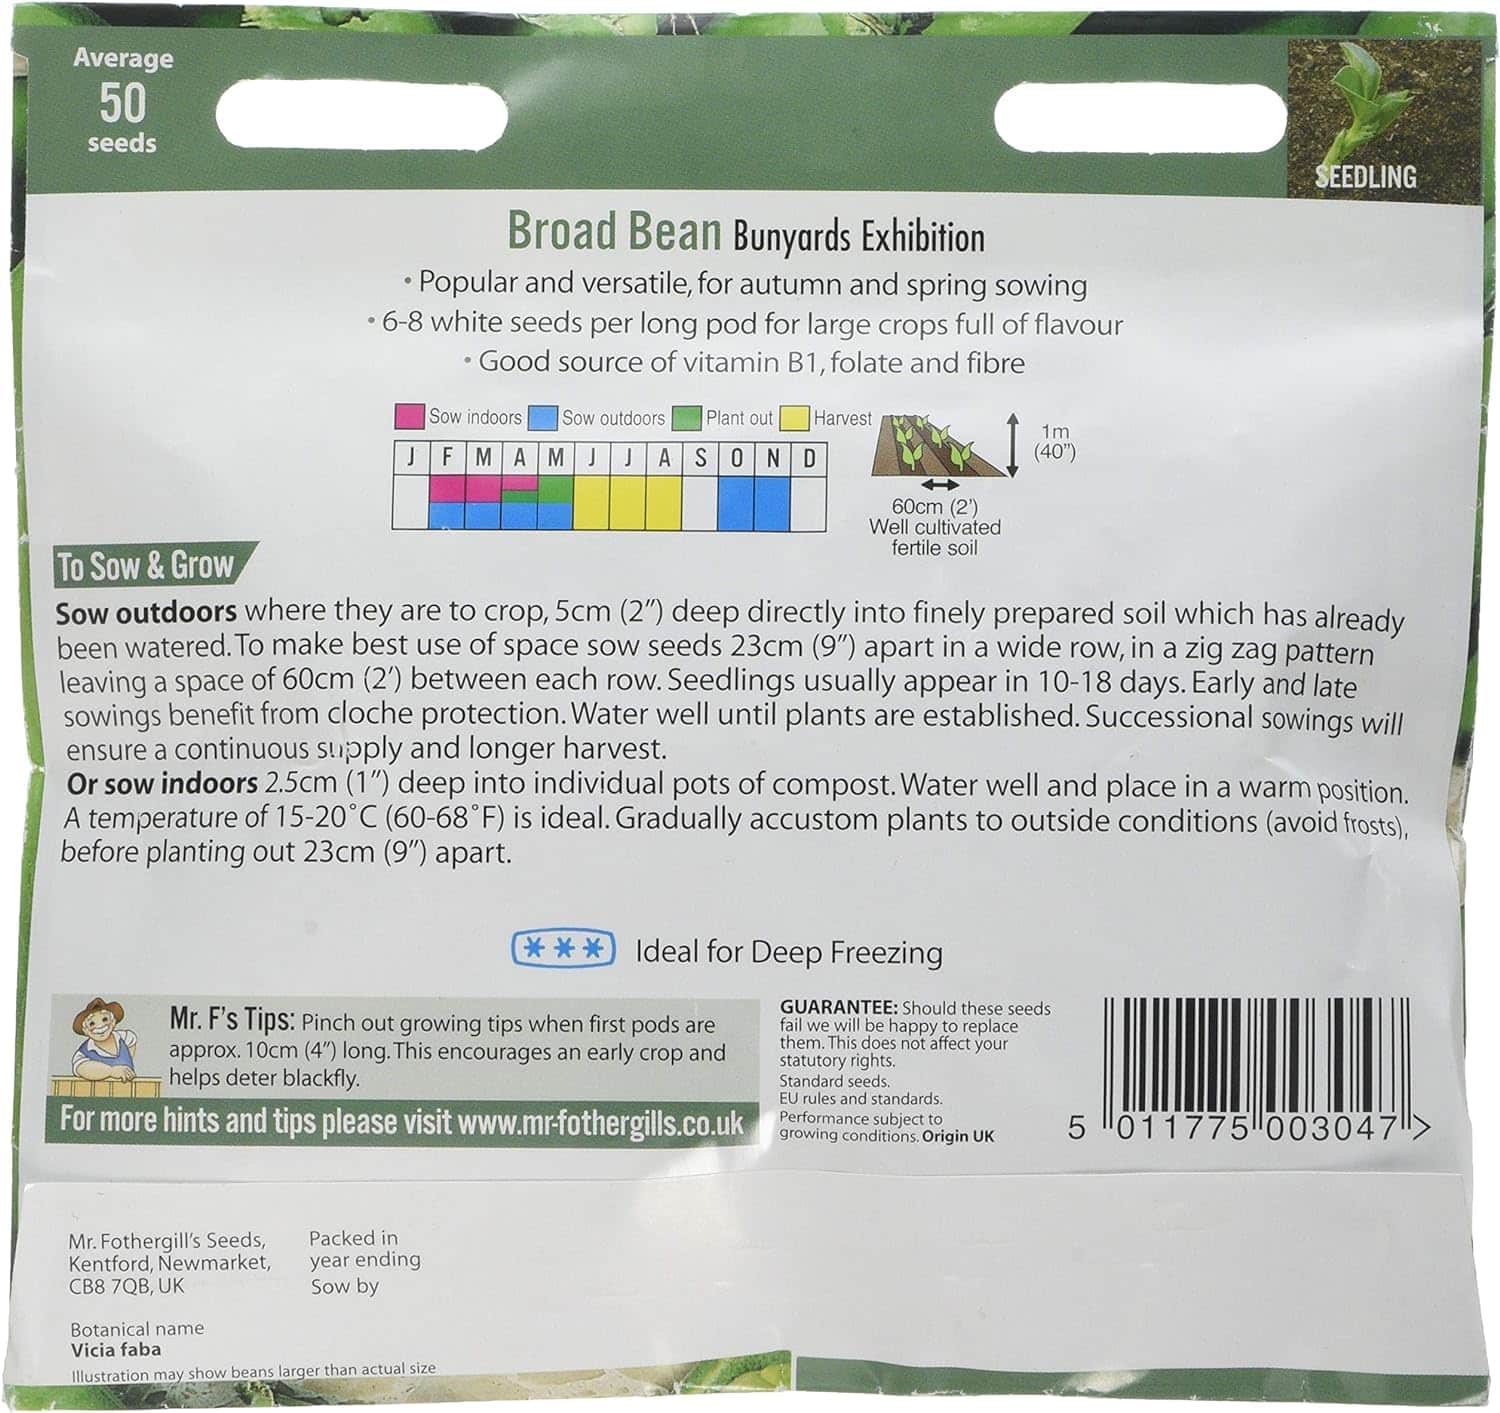 Average
50
seeds
SEEDLING
Broad Bean Bunyards Exhibition
• Popular and versatile, for autumn and spring sowing
• 6-8 white seeds per long pod for large crops full of flavour
• Good source of vitamin B1, folate and fibre
Sow indoors Sow outdoors Plant out Harvest
J F M A M J J A S O N D
1m
(40”)
60cm (2’)
Well cultivated
fertile soil
To Sow & Grow
Sow outdoors where they are to crop, 5cm (2”) deep directly into finely prepared soil which has already
been watered. To make best use of space sow seeds 23cm (9”) apart in a wide row, in a zig zag pattern
leaving a space of 60cm (2’) between each row. Seedlings usually appear in 10-18 days. Early and late
sowings benefit from cloche protection. Water well until plants are established. Successional sowings will
ensure a continuous supply and longer harvest.
Or sow indoors 2.5cm (1”) deep into individual pots of compost. Water well and place in a warm position.
A temperature of 15-20˚C (60-68˚F) is ideal. Gradually accustom plants to outside conditions (avoid frosts),
before planting out 23cm (9”) apart.
Ideal for Deep Freezing
Mr. F’s Tips: Pinch out growing tips when first pods are
approx. 10cm (4”) long. This encourages an early crop and
helps deter blackfly.
For more hints and tips please visit www.mr-fothergills.co.uk
GUARANTEE: Should these seeds
fail we will be happy to replace
them. This does not affect your
statutory rights.
Standard seeds.
EU rules and standards.
Performance subject to
growing conditions. Origin UK
5 011775 003047 >
Mr. Fothergill’s Seeds,
Kentford, Newmarket,
CB8 7QB, UK
Packed in
year ending
Sow by
Botanical name
Vicia faba
Illustration may show beans larger than actual size